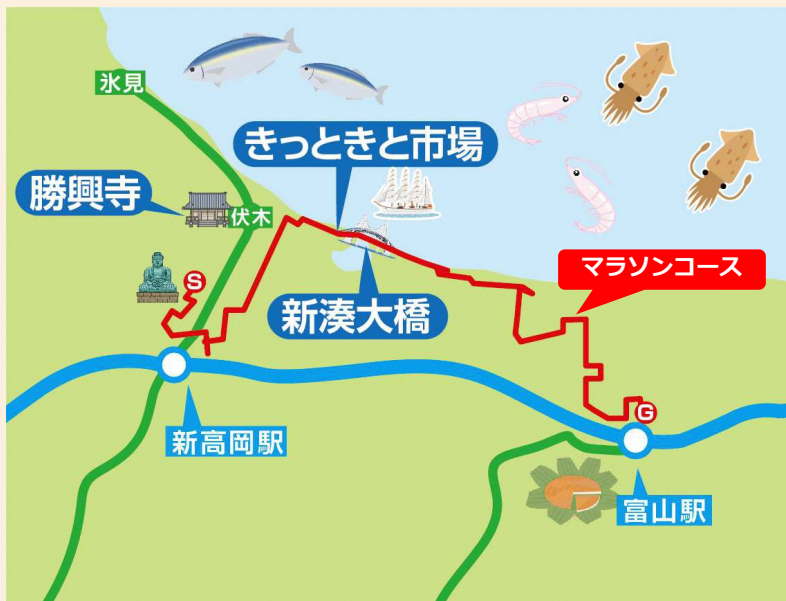 氷見
きっときと市場
勝興寺
伏木
マラソンコース
S
新湊大橋
G
新高岡駅
富山駅